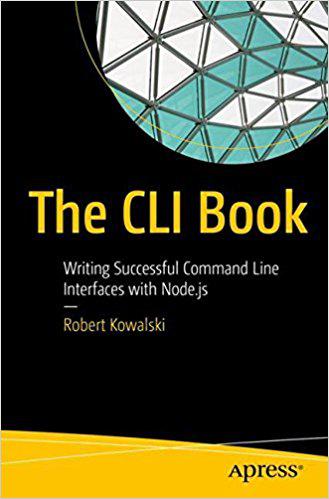 The CLI Book
Writing Successful Command Line
Interfaces with Node.js
—
Robert Kowalski
Apress®